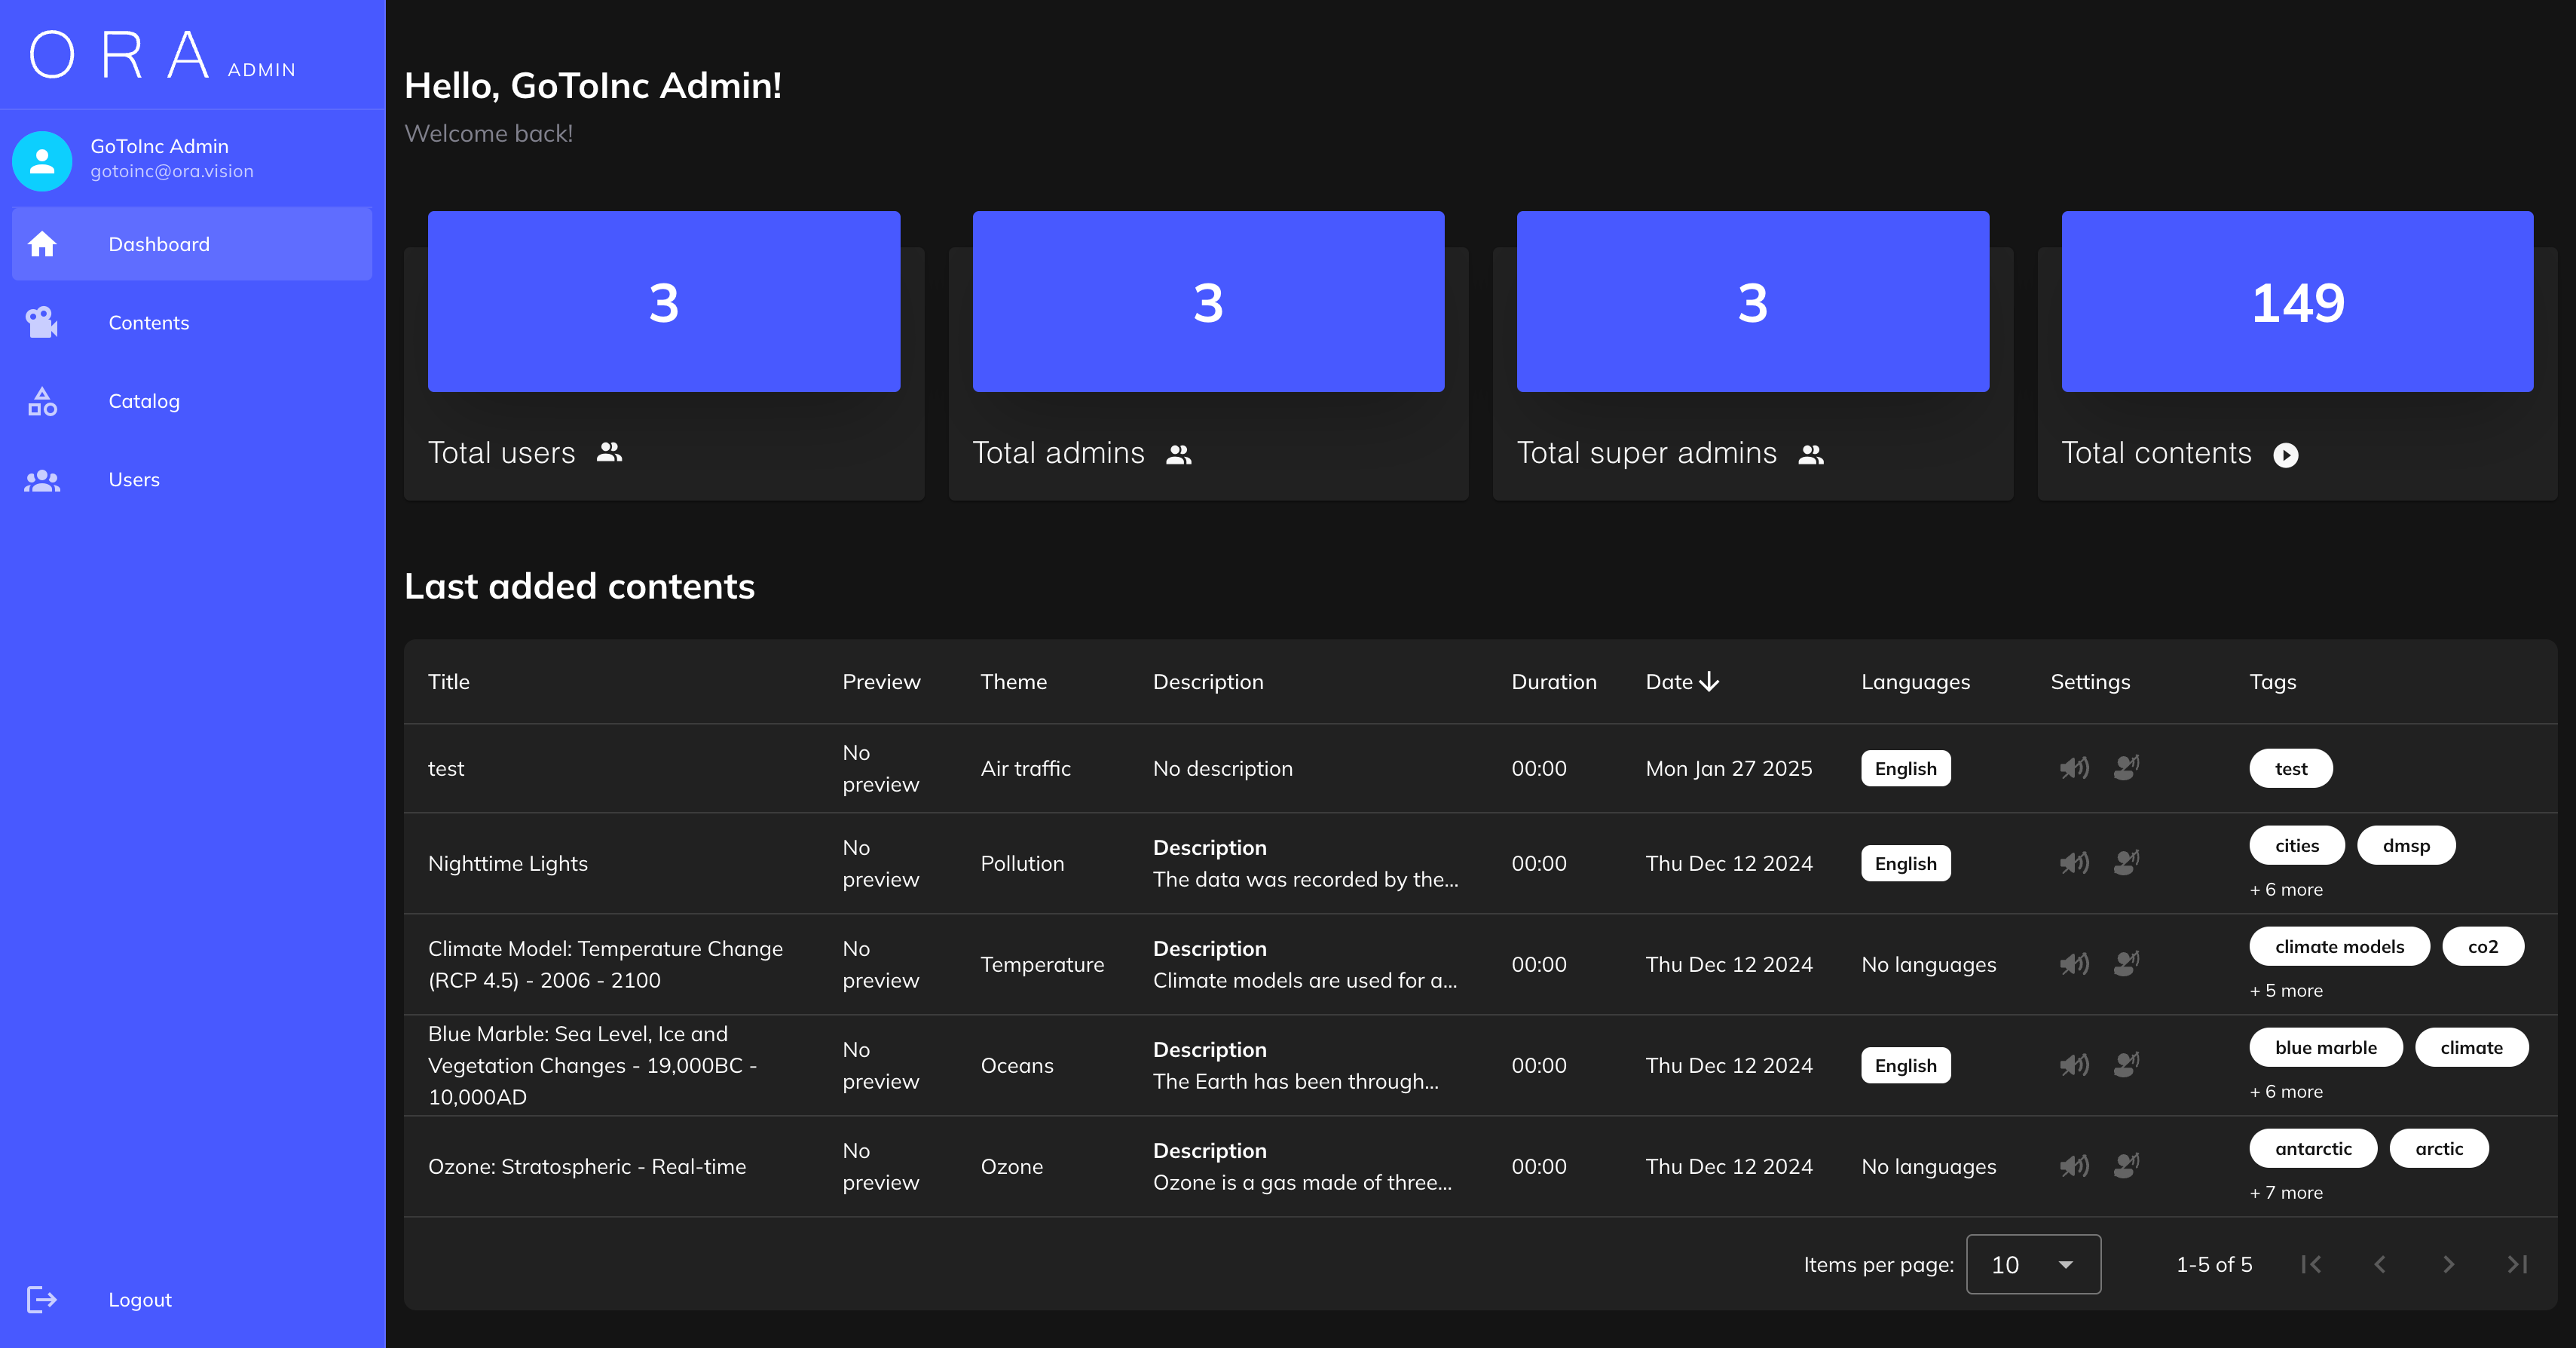 ORA ADMIN
GoToInc Admin
gotoinc@ora.vision
Dashboard
Contents
Catalog
Users
Logout
Hello, GoToInc Admin!
Welcome back!
3
Total users
3
Total admins
3
Total super admins
149
Total contents
Last added contents
Title Preview Theme Description Duration Date Languages Settings Tags
test No preview Air traffic No description 00:00 Mon Jan 27 2025 English test
Nighttime Lights No preview Pollution Description The data was recorded by the... 00:00 Thu Dec 12 2024 English cities dmsp + 6 more
Climate Model: Temperature Change (RCP 4.5) - 2006 - 2100 No preview Temperature Description Climate models are used for a... 00:00 Thu Dec 12 2024 No languages climate models co2 + 5 more
Blue Marble: Sea Level, Ice and Vegetation Changes - 19,000BC - 10,000AD No preview Oceans Description The Earth has been through... 00:00 Thu Dec 12 2024 English blue marble climate + 6 more
Ozone: Stratospheric - Real-time No preview Ozone Description Ozone is a gas made of three... 00:00 Thu Dec 12 2024 No languages antarctic arctic + 7 more
Items per page: 10 1-5 of 5